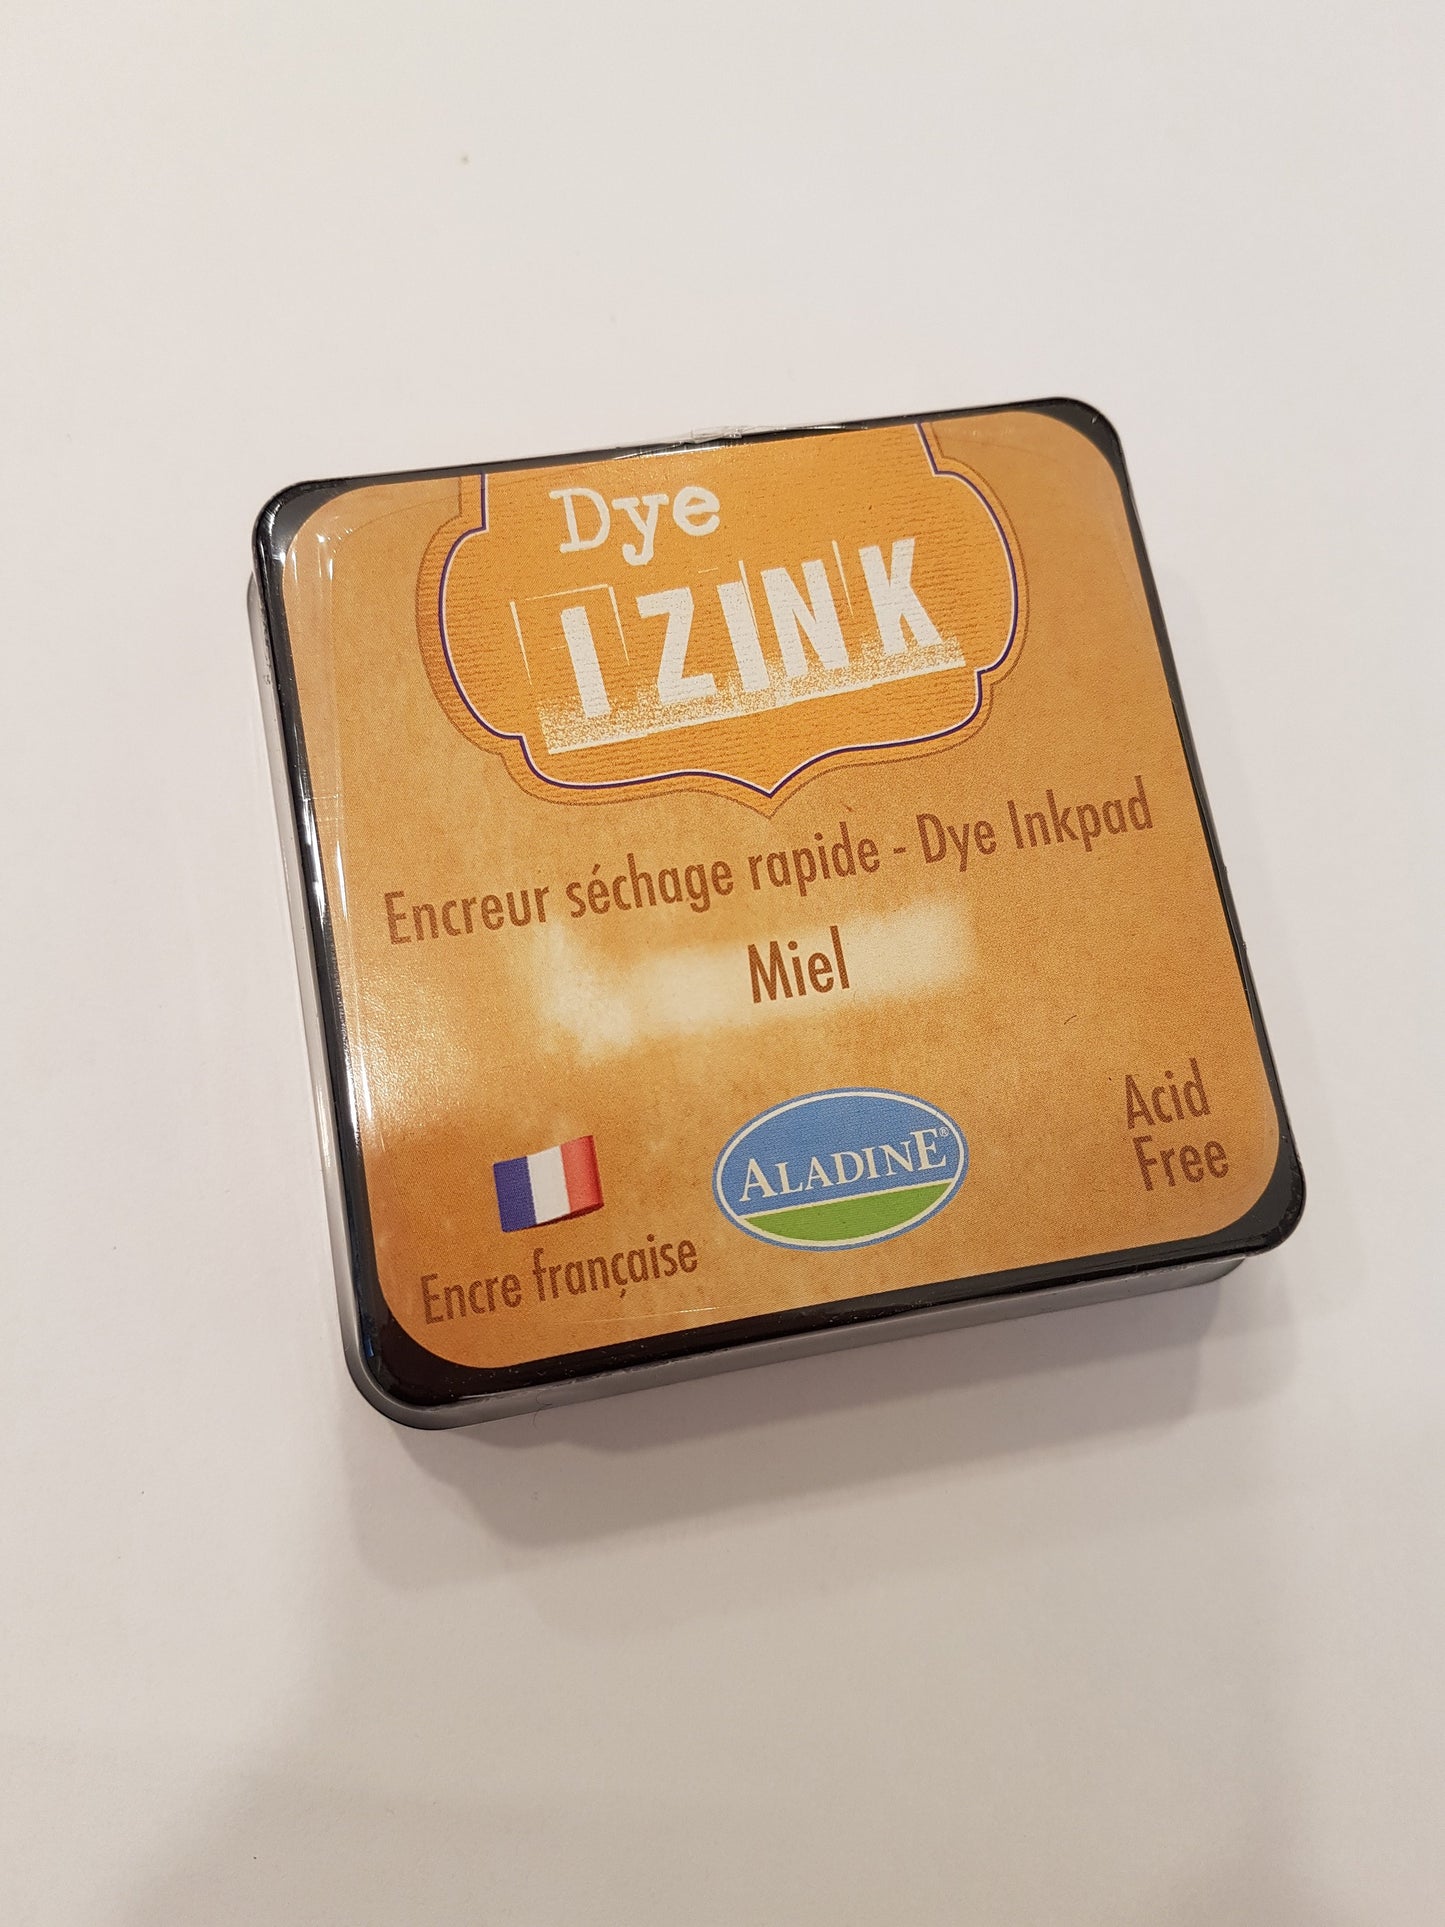 Dye
IZINK
Encreur séchage rapide - Dye Inkpad
Miel
Acid
Free
ALADINE®
Encre française